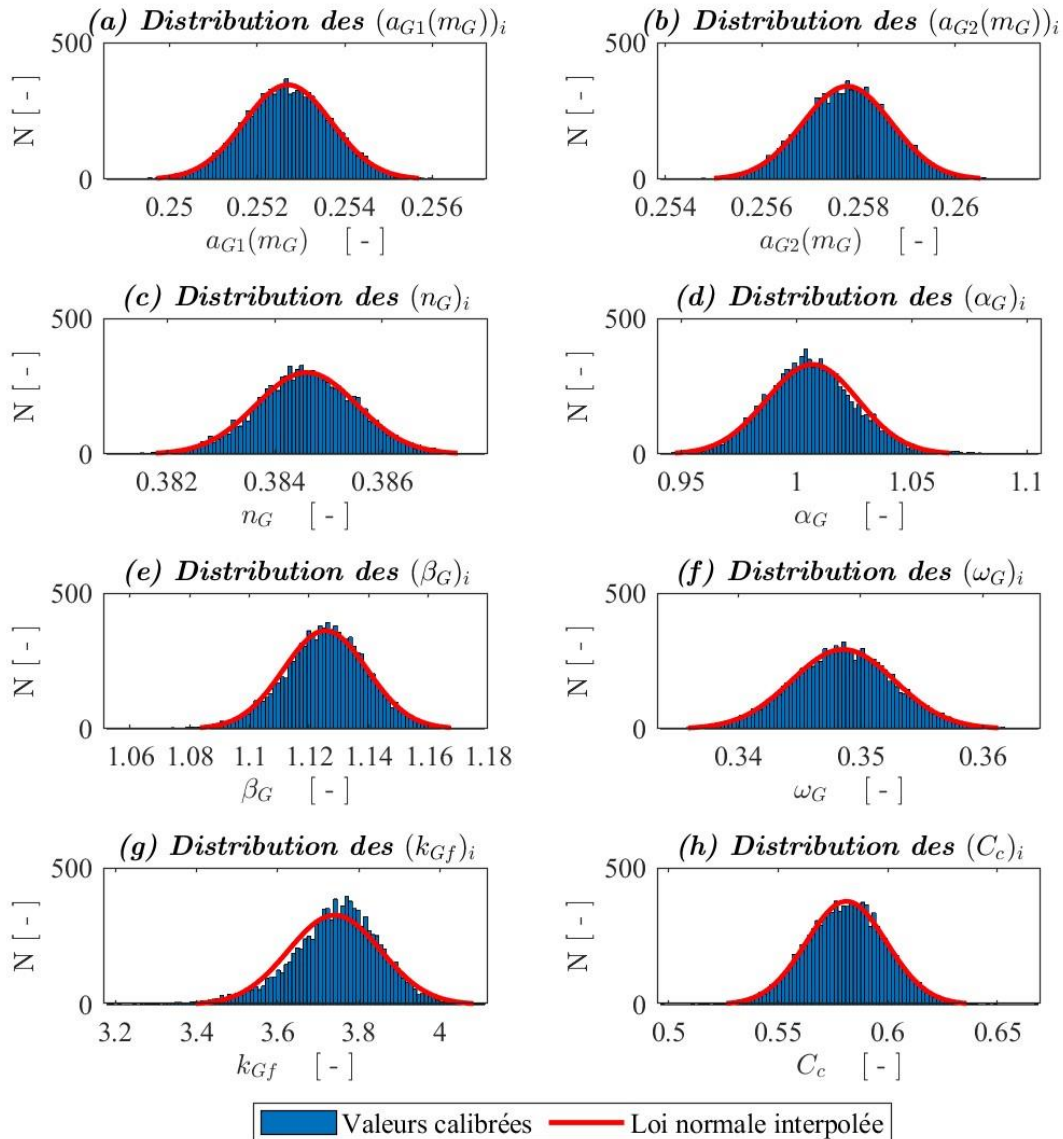 (a) Distribution des (a_{G1}(m_G))_i
(b) Distribution des (a_{G2}(m_G))_i
500
N [ - ]
0
0.25 0.252 0.254 0.256
a_{G1}(m_G) [ - ]
500
N [ - ]
0
0.254 0.256 0.258 0.26
a_{G2}(m_G) [ - ]
(c) Distribution des (n_G)_i
(d) Distribution des (α_G)_i
500
N [ - ]
0
0.382 0.384 0.386
n_G [ - ]
500
N [ - ]
0
0.95 1 1.05 1.1
α_G [ - ]
(e) Distribution des (β_G)_i
(f) Distribution des (ω_G)_i
500
N [ - ]
0
1.06 1.08 1.1 1.12 1.14 1.16 1.18
β_G [ - ]
500
N [ - ]
0
0.34 0.35 0.36
ω_G [ - ]
(g) Distribution des (k_{Gf})_i
(h) Distribution des (C_c)_i
500
N [ - ]
0
3.2 3.4 3.6 3.8 4
k_{Gf} [ - ]
500
N [ - ]
0
0.5 0.55 0.6 0.65
C_c [ - ]
Valeurs calibrées Loi normale interpolée